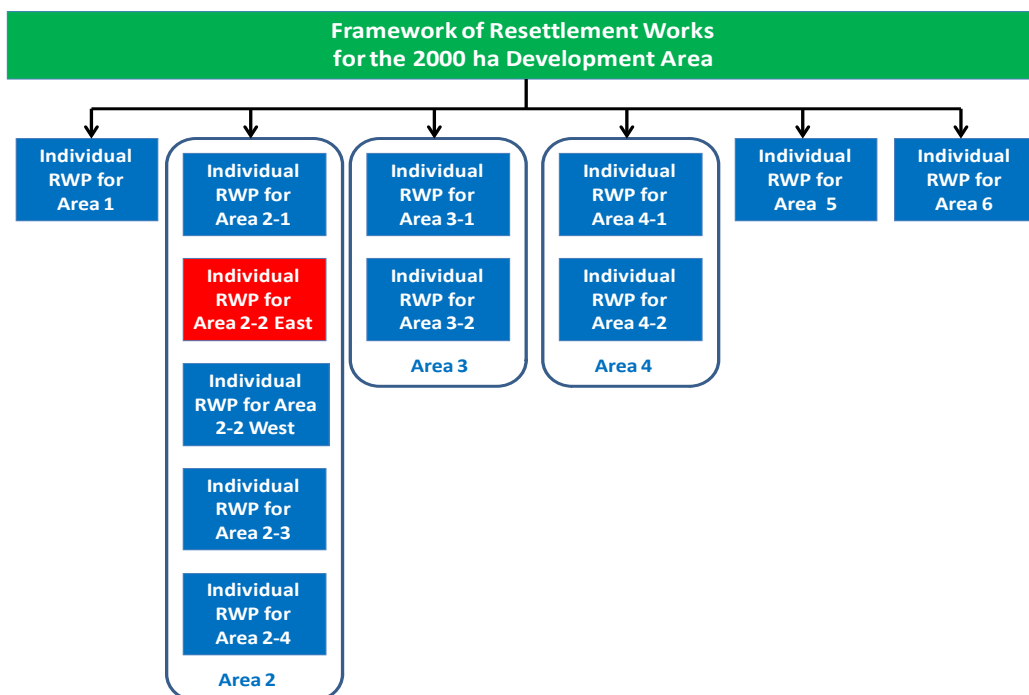 Framework of Resettlement Works
for the 2000 ha Development Area
Individual
RWP for
Area 1
Individual
RWP for
Area 2-1
Individual
RWP for
Area 2-2 East
Individual
RWP for Area
2-2 West
Individual
RWP for
Area 2-3
Individual
RWP for
Area 2-4
Area 2
Individual
RWP for
Area 3-1
Individual
RWP for
Area 3-2
Area 3
Individual
RWP for
Area 4-1
Individual
RWP for
Area 4-2
Area 4
Individual
RWP for
Area 5
Individual
RWP for
Area 6